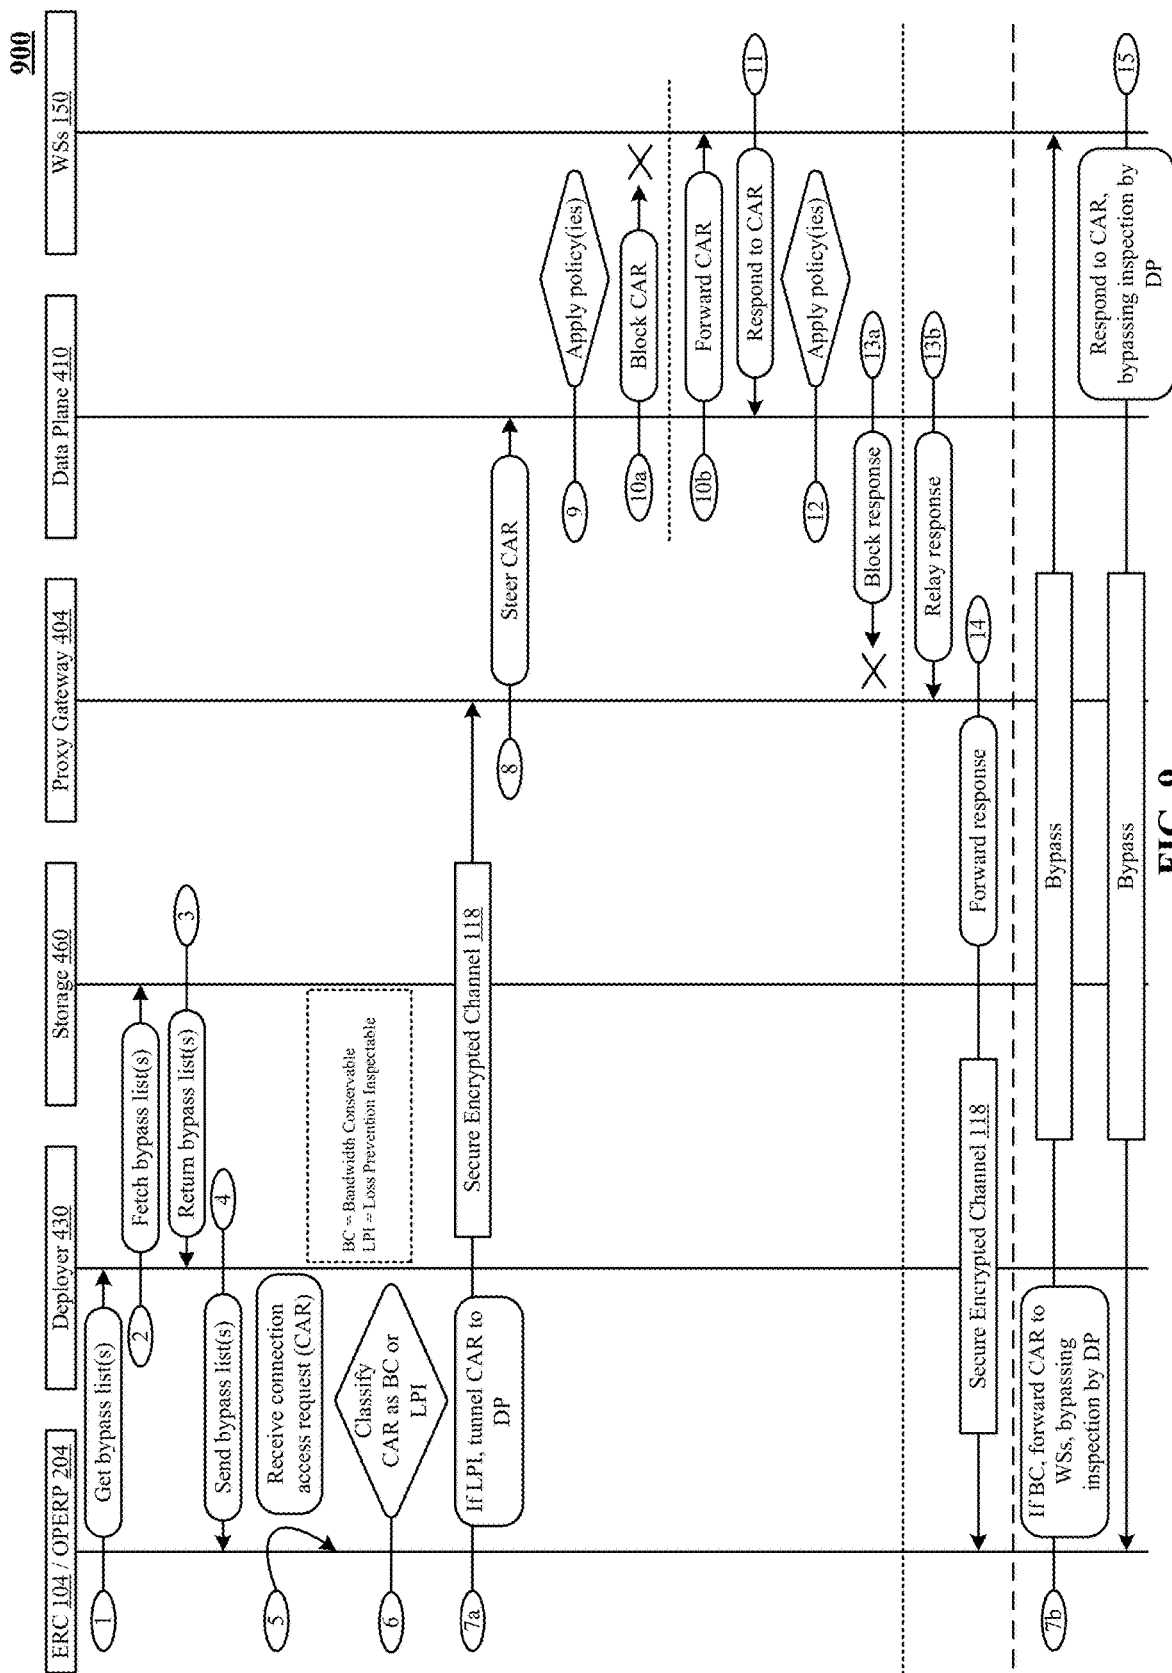 900
ERC 104 / OPERP 204
Deployer 430
Storage 460
Proxy Gateway 404
Data Plane 410
WSs 150
1
Get bypass list(s)
2
Fetch bypass list(s)
3
Return bypass list(s)
4
Send bypass list(s)
5
Receive connection
access request (CAR)
BC = Bandwidth Conservable
LPI = Loss Prevention Inspectable
6
Classify
CAR as BC or
LPI
7a
If LPI, tunnel CAR to
DP
Secure Encrypted Channel 118
8
Steer CAR
9
Apply policy(ies)
10a
Block CAR
10b
Forward CAR
11
Respond to CAR
12
Apply policy(ies)
13a
Block response
13b
Relay response
14
Forward response
Secure Encrypted Channel 118
7b
If BC, forward CAR to
WSs, bypassing
inspection by DP
Bypass
15
Respond to CAR,
bypassing inspection by
DP
Bypass
FIG. 9